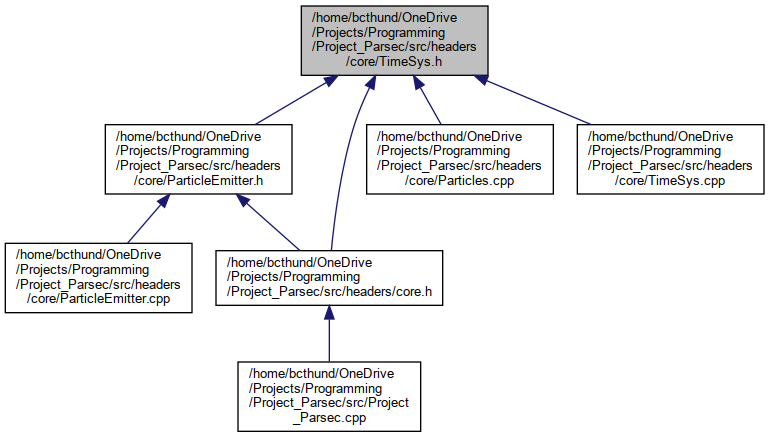 /home/bcthund/OneDrive
/Projects/Programming
/Project_Parsec/src/headers
/core/TimeSys.h
/home/bcthund/OneDrive
/Projects/Programming
/Project_Parsec/src/headers
/core/ParticleEmitter.h
/home/bcthund/OneDrive
/Projects/Programming
/Project_Parsec/src/headers
/core/Particles.cpp
/home/bcthund/OneDrive
/Projects/Programming
/Project_Parsec/src/headers
/core/TimeSys.cpp
/home/bcthund/OneDrive
/Projects/Programming
/Project_Parsec/src/headers
/core/ParticleEmitter.cpp
/home/bcthund/OneDrive
/Projects/Programming
/Project_Parsec/src/headers/core.h
/home/bcthund/OneDrive
/Projects/Programming
/Project_Parsec/src/Project
_Parsec.cpp